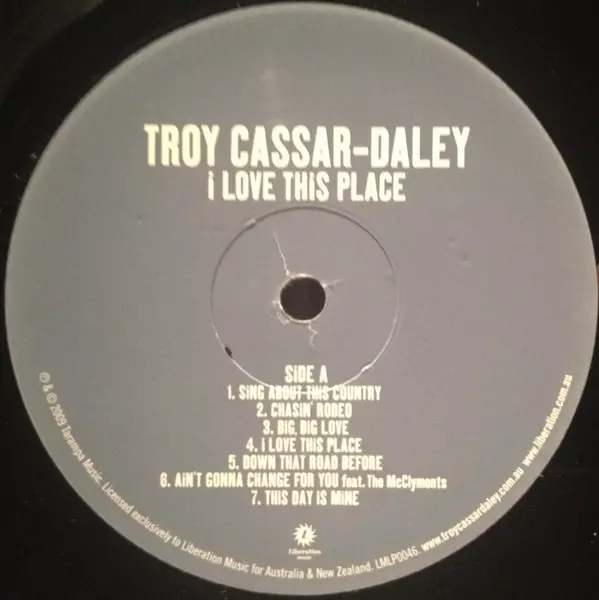 TROY CASSAR-DALEY
i LOVE THiS PLACE
SiDE A
1. SiNG ABOUT THiS COUNTRY
2. CHASIN' RODEO
3. BIG, BIG LOVE
4. i LOVE THiS PLACE
5. DOWN THAT ROAD BEFORE
6. AiN'T GONNA CHANGE FOR YOU feat. The McClymonts
7. THIS DAY IS MINE
Liberation
music
℗ & © 2009 Tarampa Music. Licensed exclusively to Liberation Music for Australia & New Zealand. LMLP0046. www.troycassardaley.com.au www.liberation.com.au